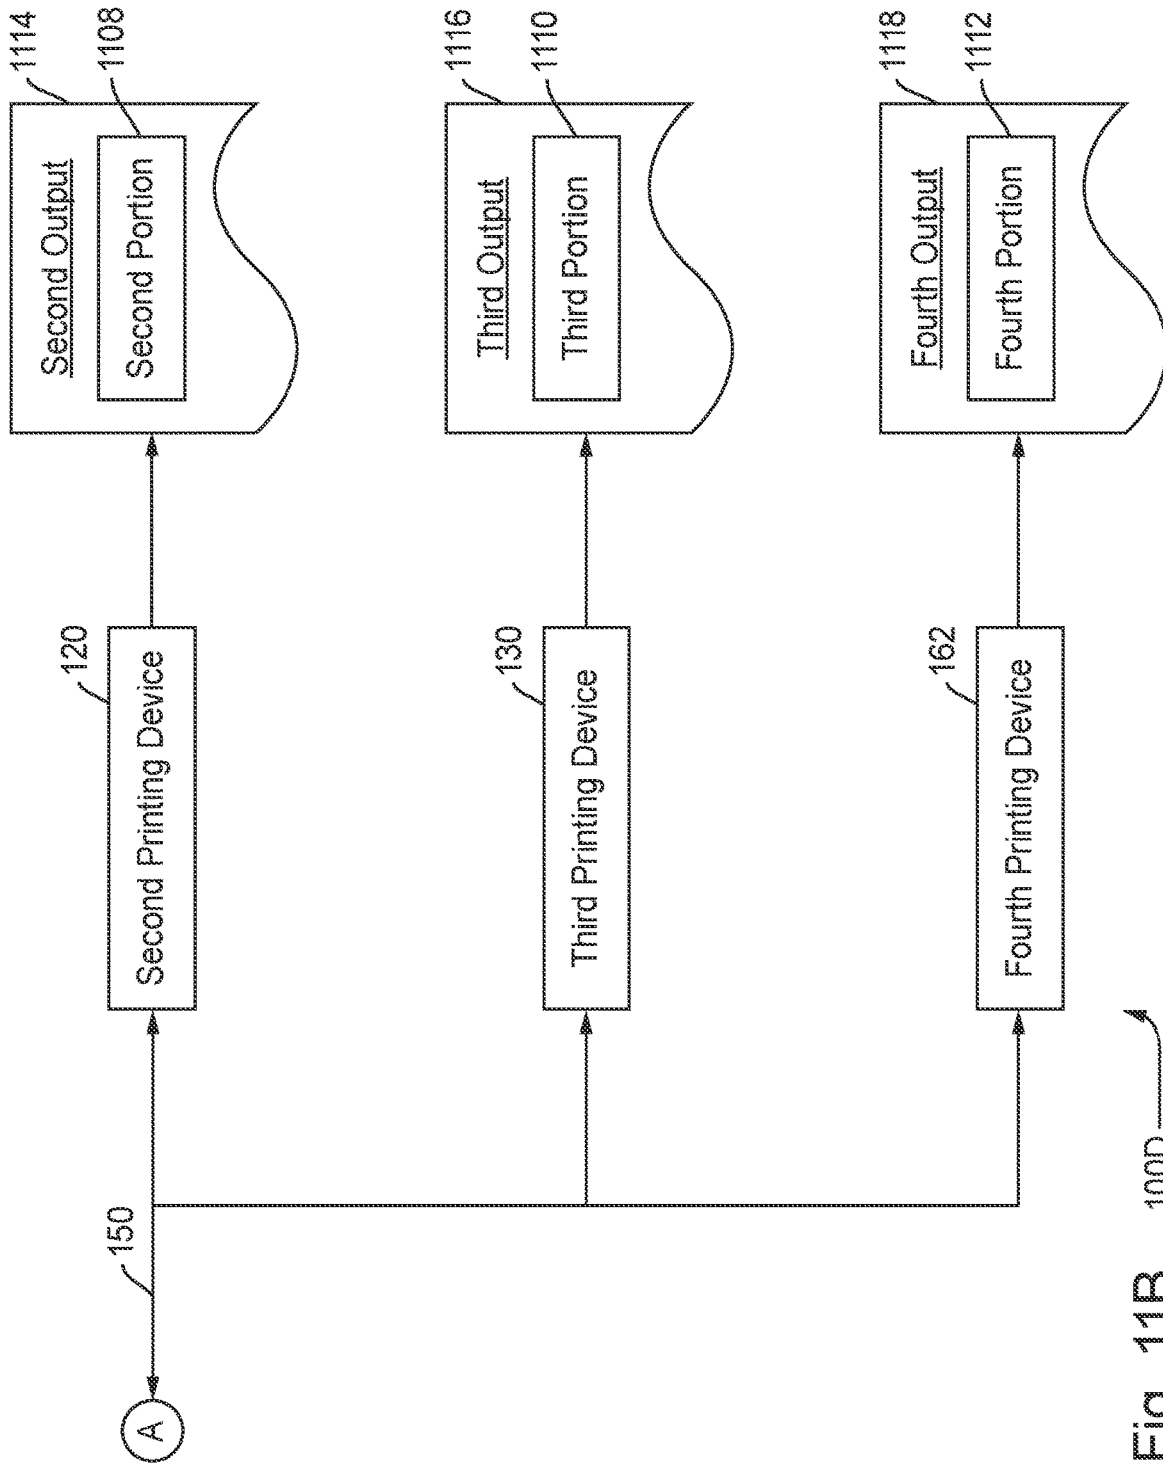 1114
Second Output
1108
Second Portion
120
Second Printing Device
150
A
1116
Third Output
1110
Third Portion
130
Third Printing Device
1118
Fourth Output
1112
Fourth Portion
162
Fourth Printing Device
100D
Fig. 11B